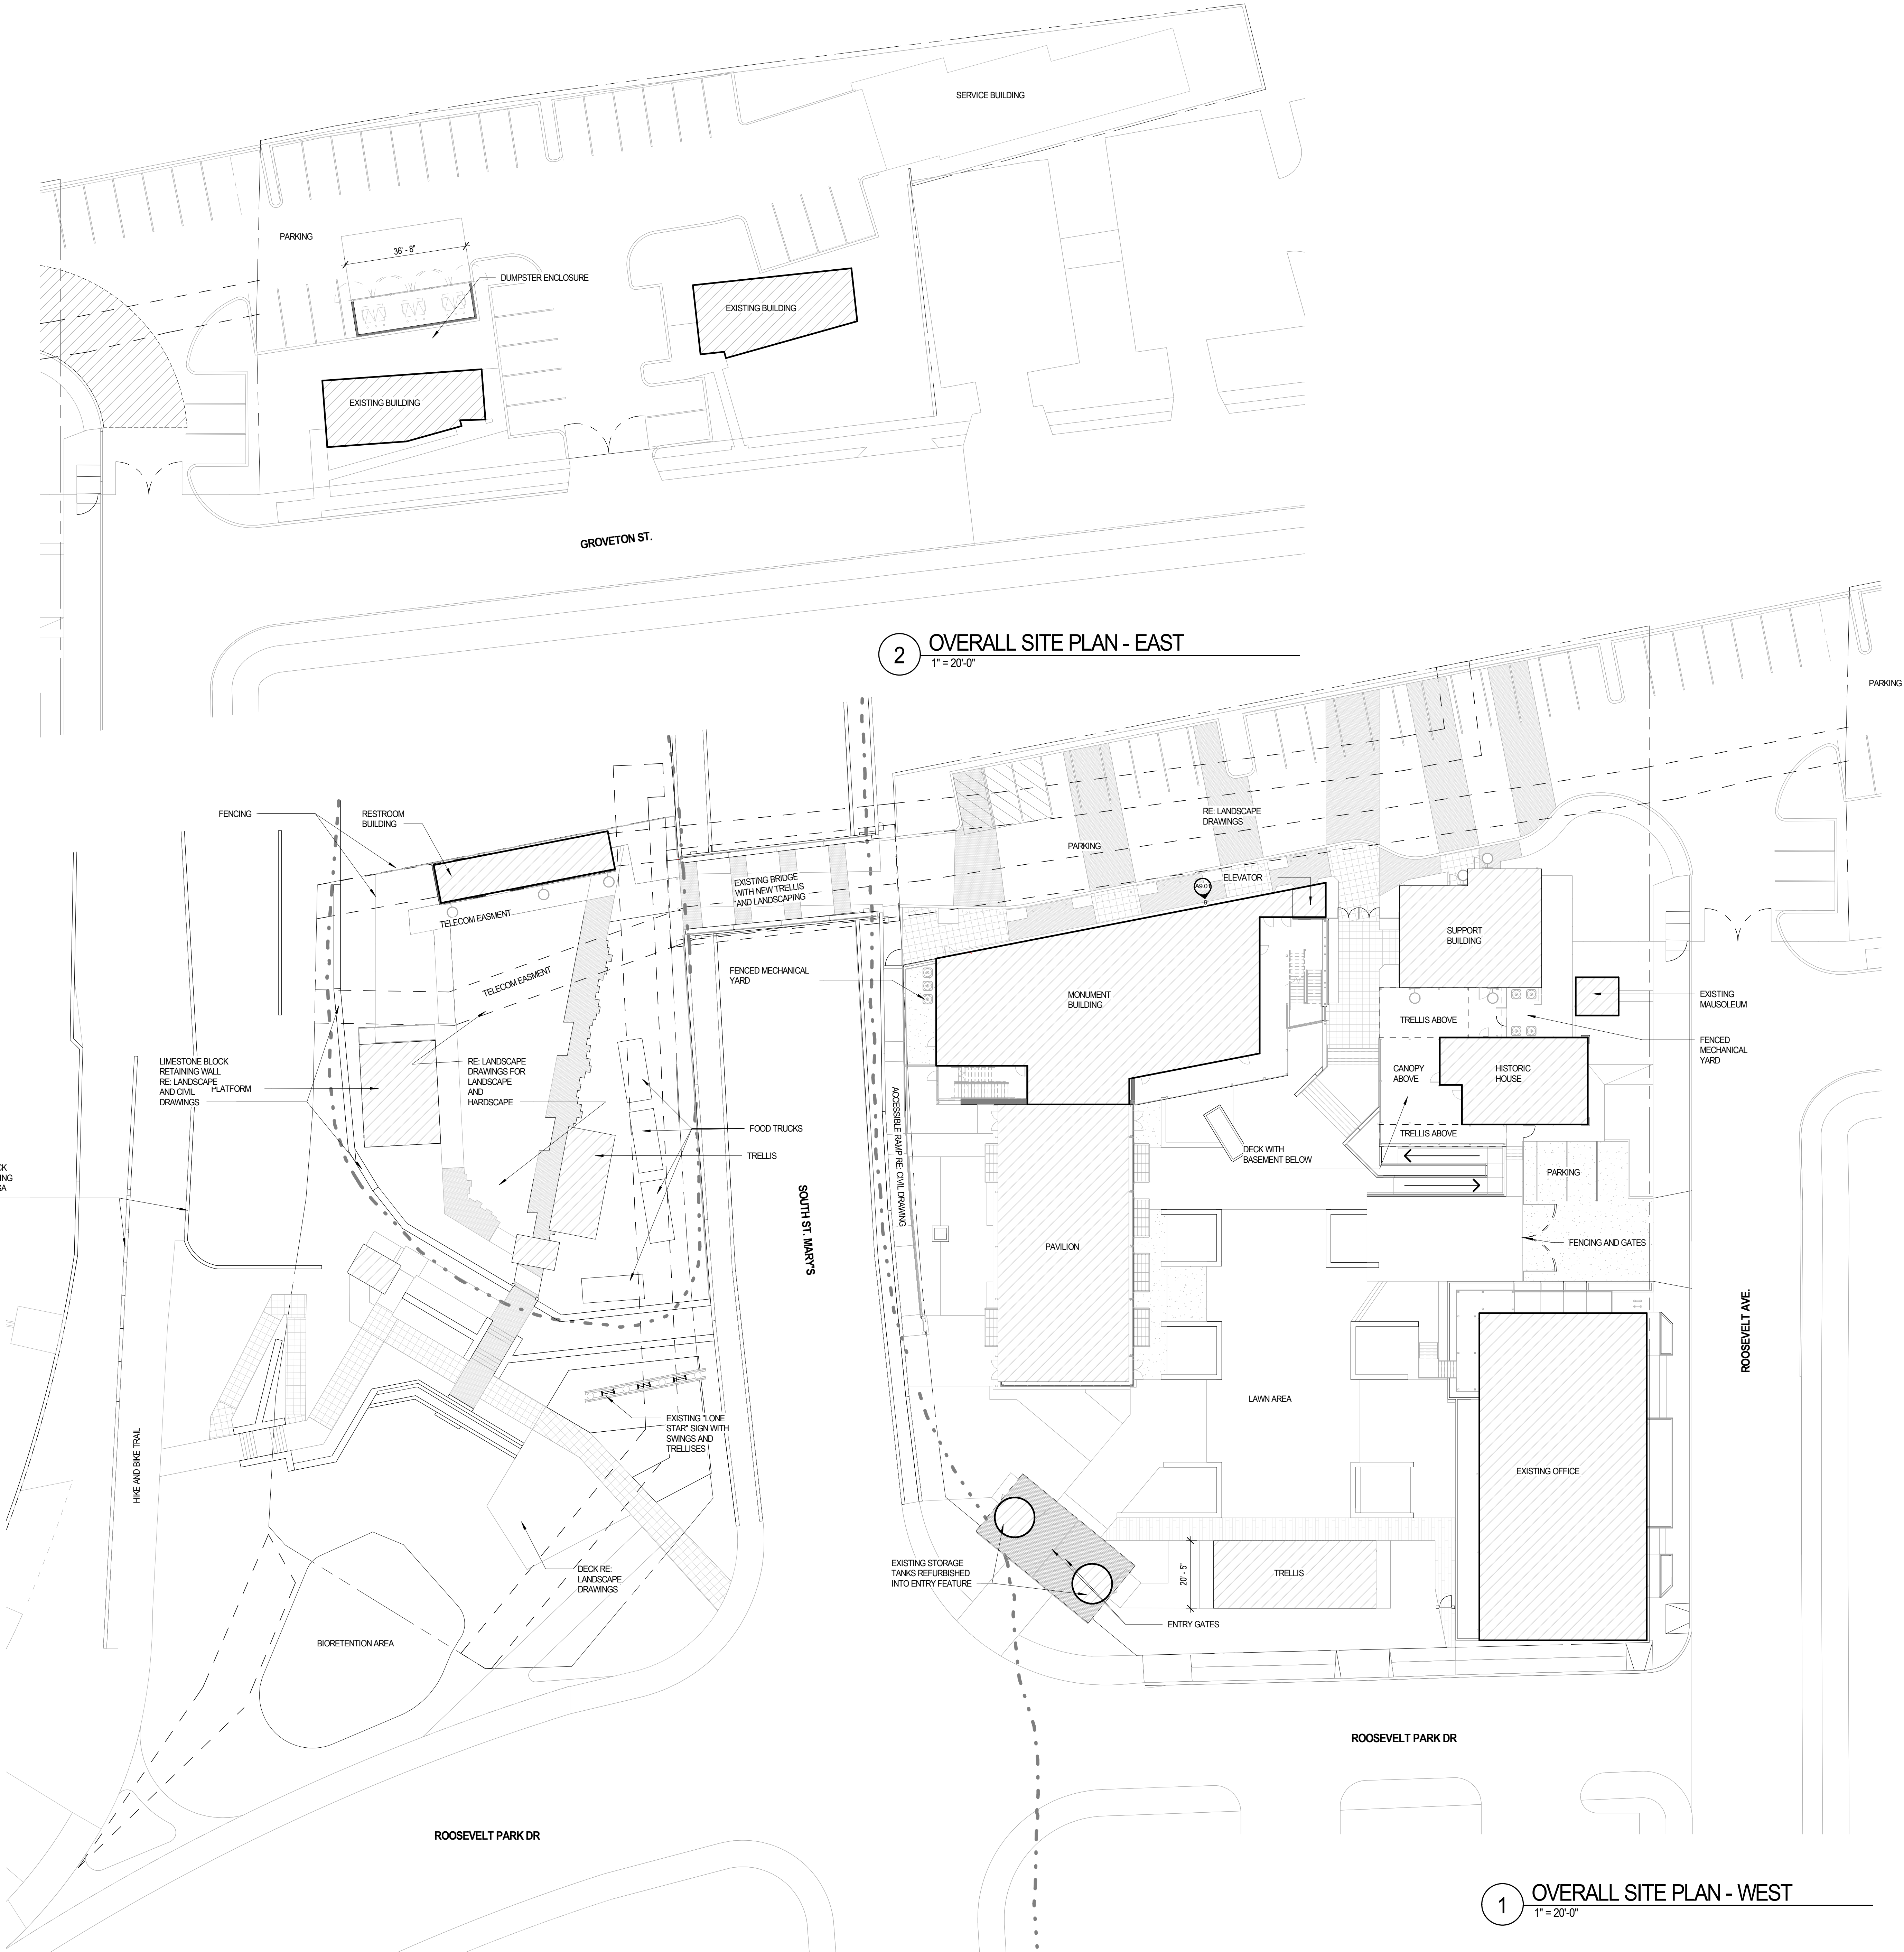 SERVICE BUILDING
PARKING
36' - 8"
DUMPSTER ENCLOSURE
EXISTING BUILDING
EXISTING BUILDING
GROVETON ST.
2
OVERALL SITE PLAN - EAST
1" = 20'-0"
PARKING
FENCING
RESTROOM
BUILDING
RE: LANDSCAPE
DRAWINGS
PARKING
EXISTING BRIDGE
WITH NEW TRELLIS
AND LANDSCAPING
ELEVATOR
A9.01
9
TELECOM EASMENT
TELECOM EASMENT
SUPPORT
BUILDING
FENCED MECHANICAL
YARD
MONUMENT
BUILDING
EXISTING
MAUSOLEUM
TRELLIS ABOVE
FENCED
MECHANICAL
YARD
LIMESTONE BLOCK
RETAINING WALL
RE: LANDSCAPE
AND CIVIL
DRAWINGS
PLATFORM
RE: LANDSCAPE
DRAWINGS FOR
LANDSCAPE
AND
HARDSCAPE
CANOPY
ABOVE
HISTORIC
HOUSE
ACCESSIBLE RAMP RE: CIVIL DRAWING
FOOD TRUCKS
TRELLIS
TRELLIS ABOVE
DECK WITH
BASEMENT BELOW
PARKING
CK
ING
SA
SOUTH ST. MARY'S
PAVILION
FENCING AND GATES
ROOSEVELT AVE.
LAWN AREA
EXISTING "LONE
STAR" SIGN WITH
SWINGS AND
TRELLISES
HIKE AND BIKE TRAIL
EXISTING OFFICE
DECK RE:
LANDSCAPE
DRAWINGS
EXISTING STORAGE
TANKS REFURBISHED
INTO ENTRY FEATURE
20' - 5"
TRELLIS
ENTRY GATES
BIORETENTION AREA
ROOSEVELT PARK DR
ROOSEVELT PARK DR
1
OVERALL SITE PLAN - WEST
1" = 20'-0"